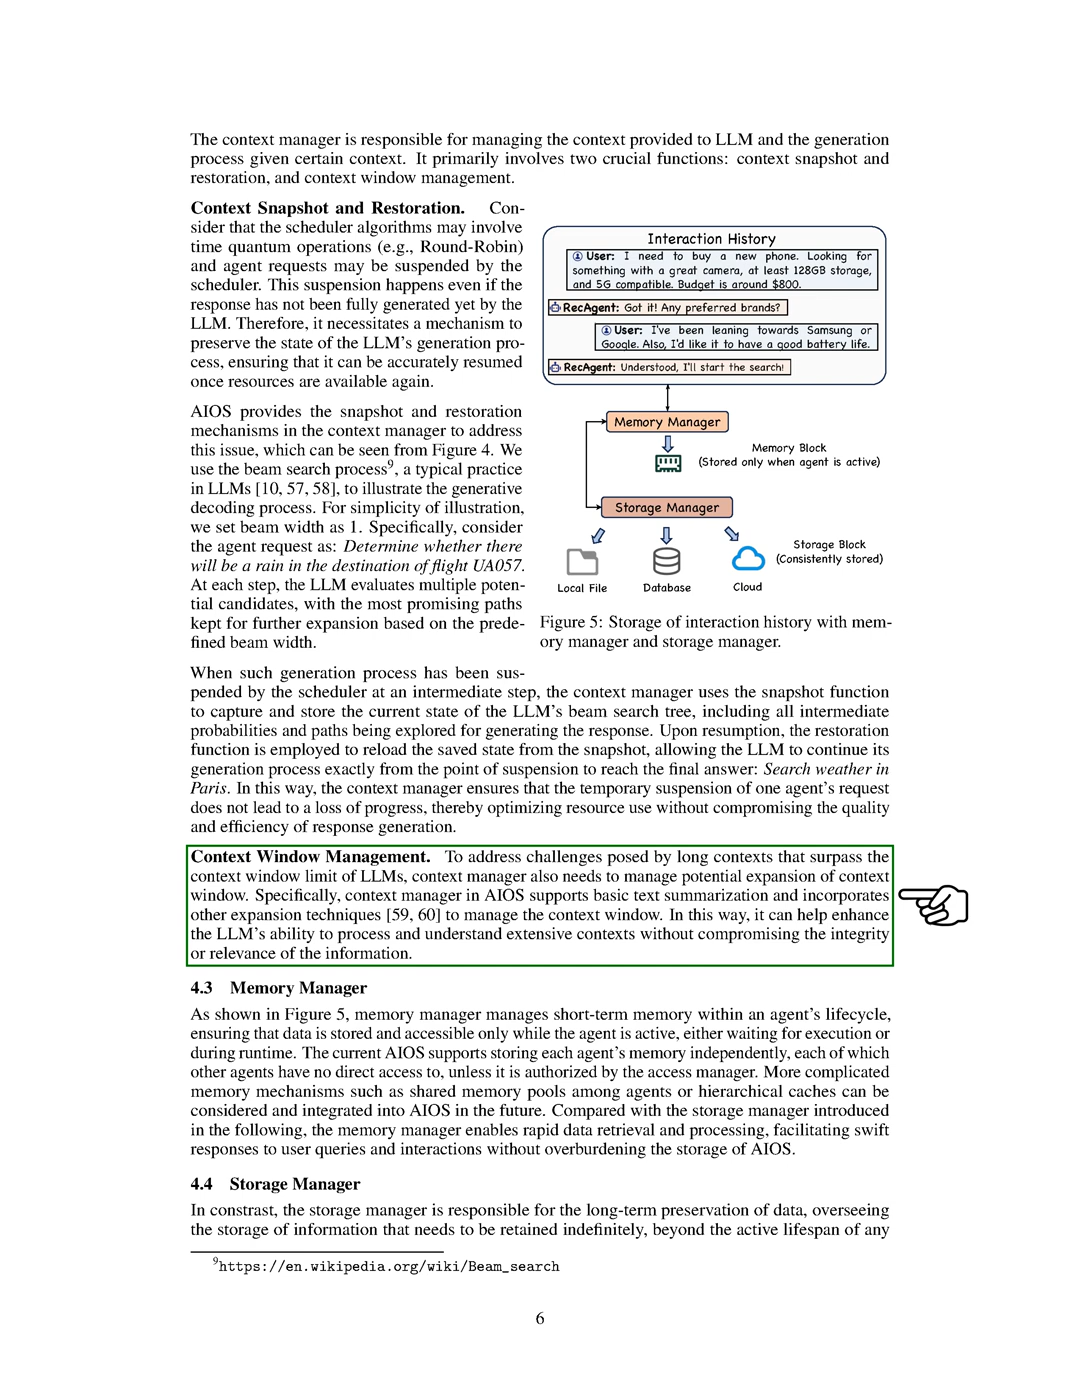 The context manager is responsible for managing the context provided to LLM and the generation
process given certain context. It primarily involves two crucial functions: context snapshot and
restoration, and context window management.
Context Snapshot and Restoration. Con-
sider that the scheduler algorithms may involve
time quantum operations (e.g., Round-Robin)
and agent requests may be suspended by the
scheduler. This suspension happens even if the
response has not been fully generated yet by the
LLM. Therefore, it necessitates a mechanism to
preserve the state of the LLM's generation pro-
cess, ensuring that it can be accurately resumed
once resources are available again.
AIOS provides the snapshot and restoration
mechanisms in the context manager to address
this issue, which can be seen from Figure 4. We
use the beam search process9, a typical practice
in LLMs [10, 57, 58], to illustrate the generative
decoding process. For simplicity of illustration,
we set beam width as 1. Specifically, consider
the agent request as: Determine whether there
will be a rain in the destination of flight UA057.
At each step, the LLM evaluates multiple poten-
tial candidates, with the most promising paths
kept for further expansion based on the prede-
fined beam width.
Interaction History
User: I need to buy a new phone. Looking for
something with a great camera, at least 128GB storage,
and 5G compatible. Budget is around $800.
RecAgent: Got it! Any preferred brands?
User: I've been leaning towards Samsung or
Google. Also, I'd like it to have a good battery life.
RecAgent: Understood, I'll start the search!
Memory Manager
Memory Block
(Stored only when agent is active)
Storage Manager
Storage Block
(Consistently stored)
Local File
Database
Cloud
Figure 5: Storage of interaction history with mem-
ory manager and storage manager.
When such generation process has been sus-
pended by the scheduler at an intermediate step, the context manager uses the snapshot function
to capture and store the current state of the LLM's beam search tree, including all intermediate
probabilities and paths being explored for generating the response. Upon resumption, the restoration
function is employed to reload the saved state from the snapshot, allowing the LLM to continue its
generation process exactly from the point of suspension to reach the final answer: Search weather in
Paris. In this way, the context manager ensures that the temporary suspension of one agent's request
does not lead to a loss of progress, thereby optimizing resource use without compromising the quality
and efficiency of response generation.
Context Window Management. To address challenges posed by long contexts that surpass the
context window limit of LLMs, context manager also needs to manage potential expansion of context
window. Specifically, context manager in AIOS supports basic text summarization and incorporates
other expansion techniques [59, 60] to manage the context window. In this way, it can help enhance
the LLM's ability to process and understand extensive contexts without compromising the integrity
or relevance of the information.
4.3 Memory Manager
As shown in Figure 5, memory manager manages short-term memory within an agent's lifecycle,
ensuring that data is stored and accessible only while the agent is active, either waiting for execution or
during runtime. The current AIOS supports storing each agent's memory independently, each of which
other agents have no direct access to, unless it is authorized by the access manager. More complicated
memory mechanisms such as shared memory pools among agents or hierarchical caches can be
considered and integrated into AIOS in the future. Compared with the storage manager introduced
in the following, the memory manager enables rapid data retrieval and processing, facilitating swift
responses to user queries and interactions without overburdening the storage of AIOS.
4.4 Storage Manager
In constrast, the storage manager is responsible for the long-term preservation of data, overseeing
the storage of information that needs to be retained indefinitely, beyond the active lifespan of any
9https://en.wikipedia.org/wiki/Beam_search
6